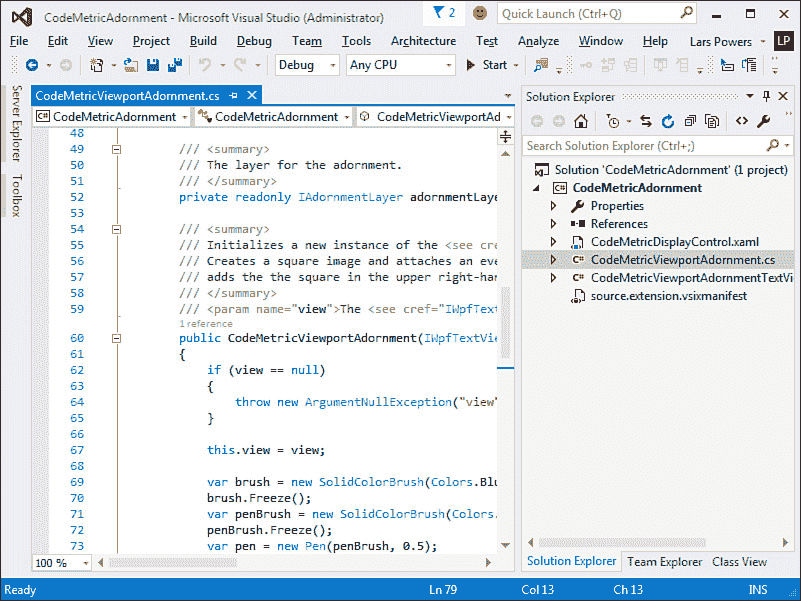 CodeMetricAdornment - Microsoft Visual Studio (Administrator)
2
Quick Launch (Ctrl+Q)
File Edit View Project Build Debug Team Tools Architecture Test Analyze Window Help Lars Powers LP
Debug Any CPU Start
Server Explorer
Toolbox
CodeMetricViewportAdornment.cs
C# CodeMetricAdornment CodeMetricAdornment CodeMetricViewportAd
48
49 /// <summary>
50 /// The layer for the adornment.
51 /// </summary>
52 private readonly IAdornmentLayer adornmentLaye
53
54 /// <summary>
55 /// Initializes a new instance of the <see cre
56 /// Creates a square image and attaches an eve
57 /// adds the the square in the upper right-han
58 /// </summary>
59 /// <param name="view">The <see cref="IWpfText
1 reference
60 public CodeMetricViewportAdornment(IWpfTextVie
61 {
62 if (view == null)
63 {
64 throw new ArgumentNullException("view"
65 }
66
67 this.view = view;
68
69 var brush = new SolidColorBrush(Colors.Blu
70 brush.Freeze();
71 var penBrush = new SolidColorBrush(Colors.
72 penBrush.Freeze();
73 var pen = new Pen(penBrush, 0.5);
100 %
Solution Explorer
Search Solution Explorer (Ctrl+;)
Solution 'CodeMetricAdornment' (1 project)
C# CodeMetricAdornment
Properties
References
CodeMetricDisplayControl.xaml
C# CodeMetricViewportAdornment.cs
C# CodeMetricViewportAdornmentTextVi
source.extension.vsixmanifest
Solution Explorer Team Explorer Class View
Ready Ln 79 Col 13 Ch 13 INS